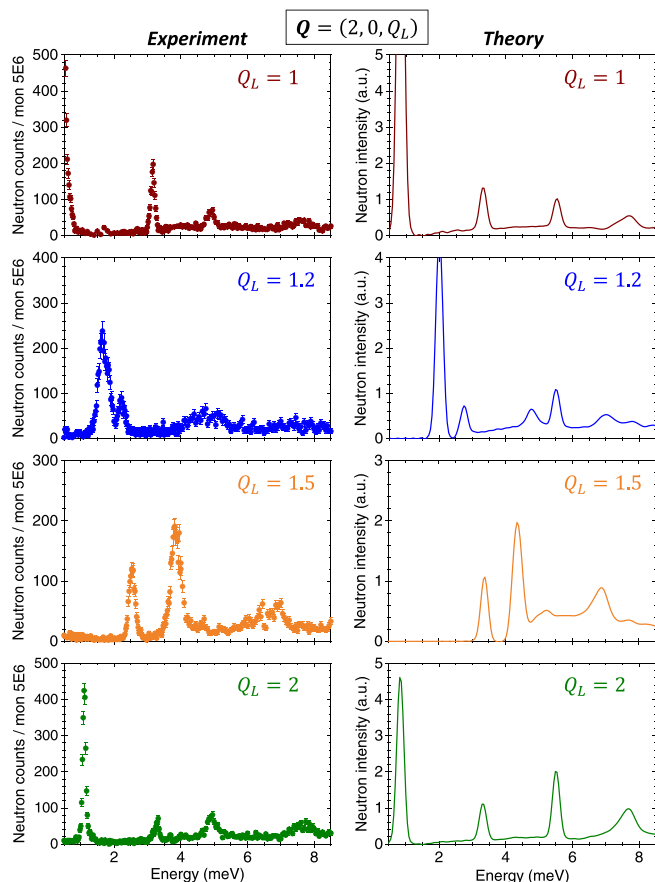 Q = (2, 0, Q_L)
Experiment
Theory
Neutron counts / mon 5E6
500
400
300
200
100
0
Q_L = 1
Neutron intensity (a.u.)
5
4
3
2
1
0
Q_L = 1
Neutron counts / mon 5E6
400
300
200
100
0
Q_L = 1.2
Neutron intensity (a.u.)
4
3
2
1
0
Q_L = 1.2
Neutron counts / mon 5E6
300
200
100
0
Q_L = 1.5
Neutron intensity (a.u.)
3
2
1
0
Q_L = 1.5
Neutron counts / mon 5E6
500
400
300
200
100
0
Q_L = 2
2 4 6 8
Energy (meV)
Neutron intensity (a.u.)
5
4
3
2
1
0
Q_L = 2
2 4 6 8
Energy (meV)